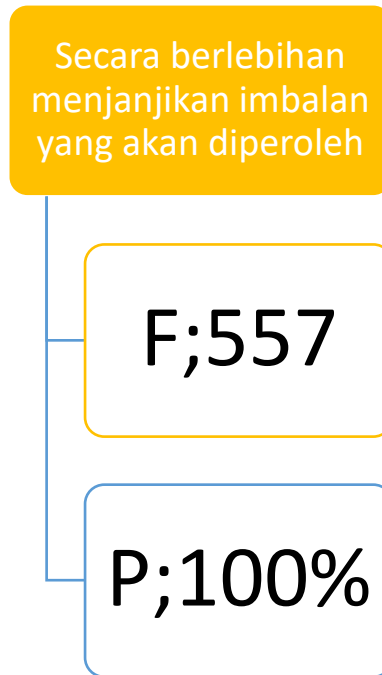 Secara berlebihan
menjanjikan imbalan
yang akan diperoleh
F;557
P;100%